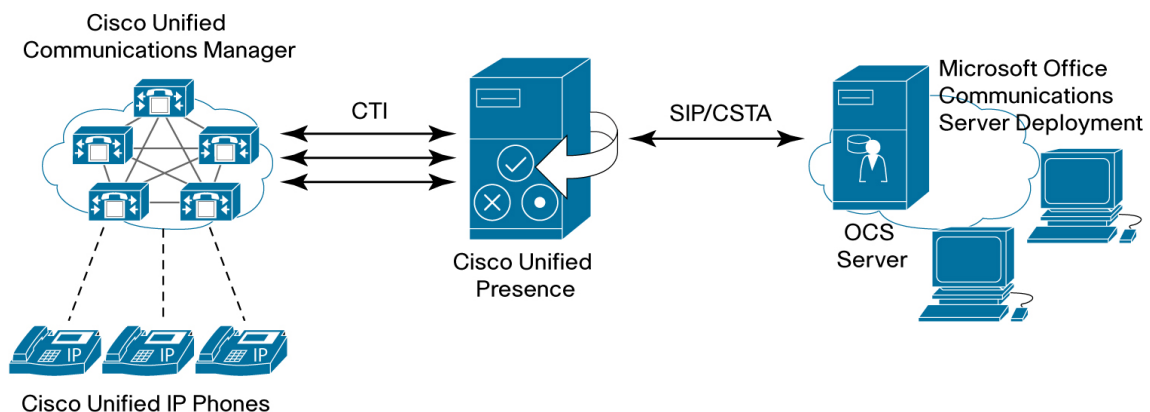 Cisco Unified
Communications Manager
CTI
SIP/CSTA
Microsoft Office
Communications
Server Deployment
OCS
Server
Cisco Unified
Presence
IP
IP
IP
Cisco Unified IP Phones